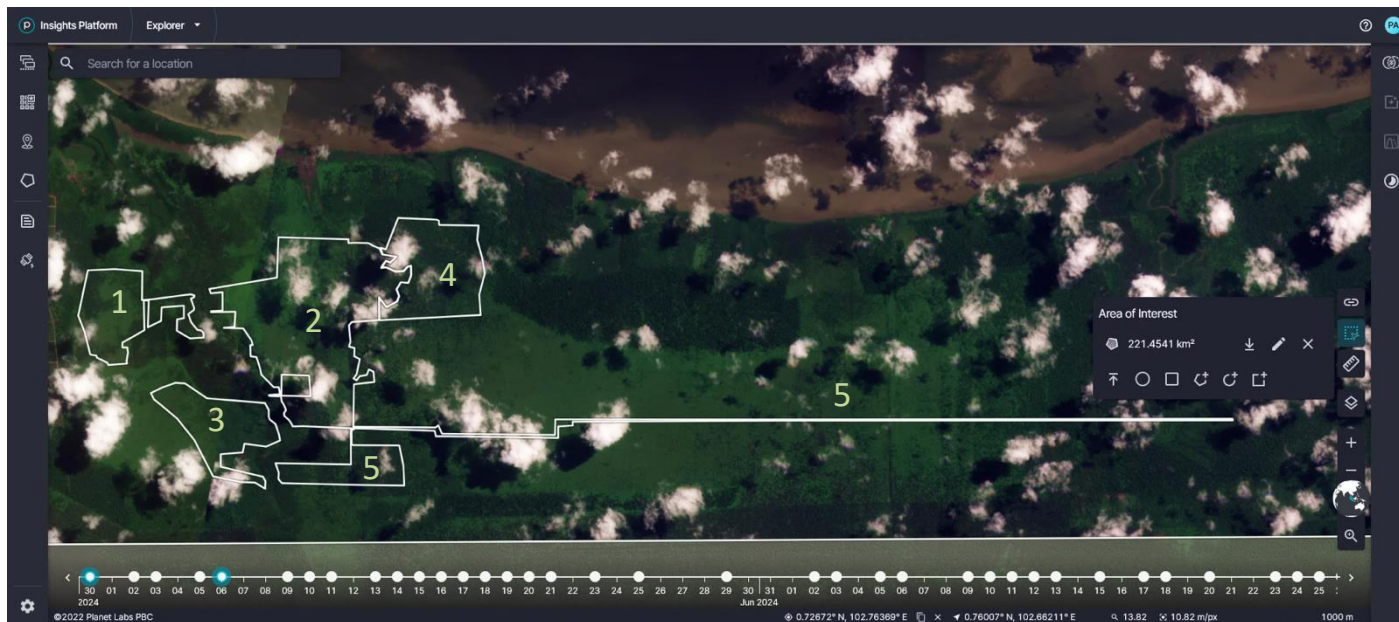 Insights Platform
Explorer
PA
Search for a location
1
2
3
4
5
5
Area of Interest
221.4541 km²
30 01 02 03 04 05 06 07 08 09 10 11 12 13 14 15 16 17 18 19 20 21 22 23 24 25 26 27 28 29 30 31 01 02 03 04 05 06 07 08 09 10 11 12 13 14 15 16 17 18 19 20 21 22 23 24 25
2024
Jun 2024
©2022 Planet Labs PBC
0.72672° N, 102.76369° E
0.76007° N, 102.66211° E
13.82
10.82 m/px
1000 m